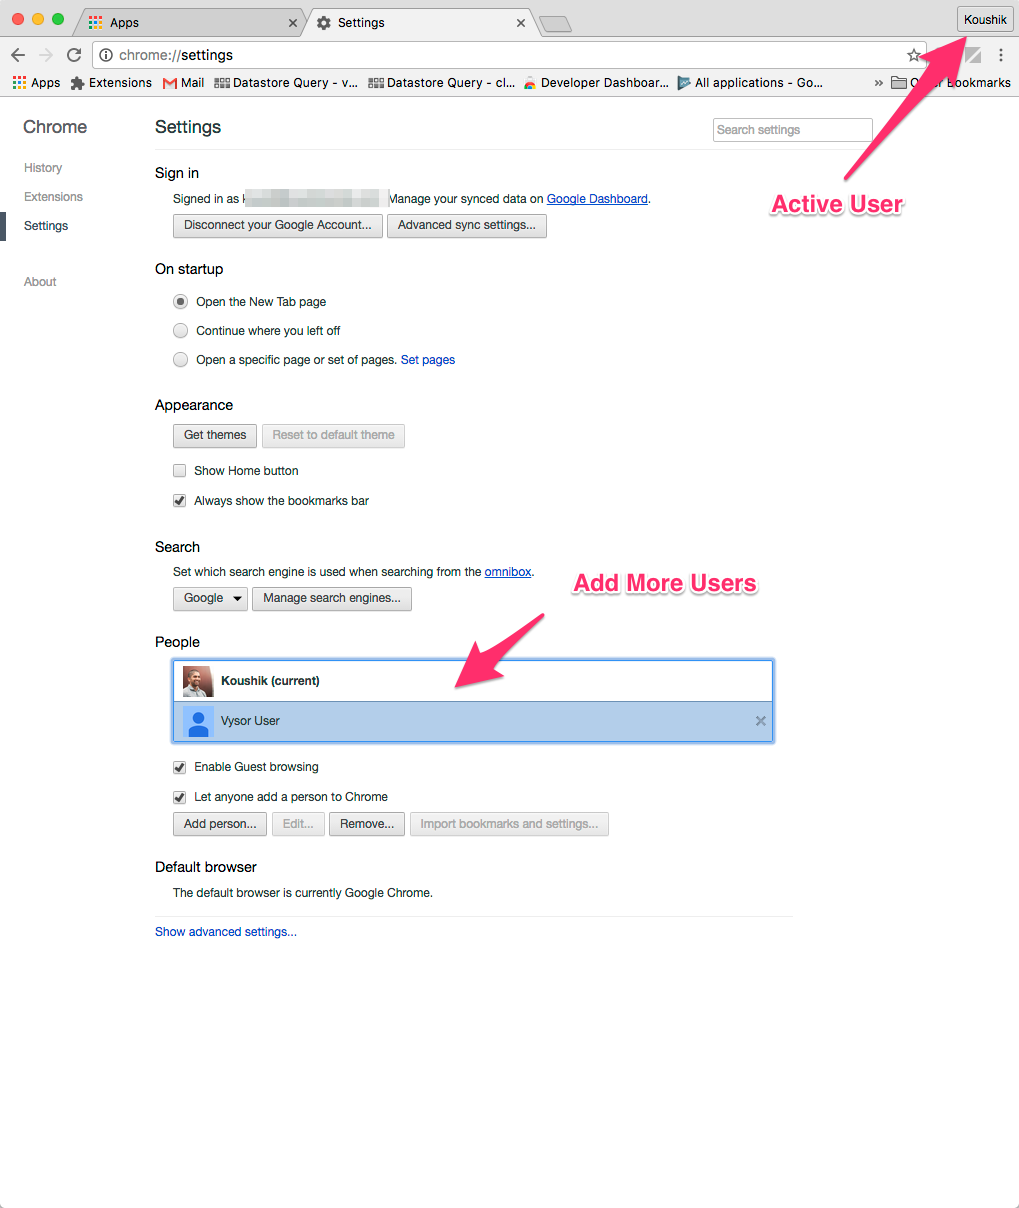 Apps
Settings
Koushik
chrome://settings
Apps
Extensions
Mail
Datastore Query - v...
Datastore Query - cl...
Developer Dashboar...
All applications - Go...
»
Bookmarks
Chrome
Settings
Search settings
History
Extensions
Settings
About
Active User
Sign in
Signed in as
Manage your synced data on Google Dashboard.
Disconnect your Google Account...
Advanced sync settings...
On startup
Open the New Tab page
Continue where you left off
Open a specific page or set of pages. Set pages
Appearance
Get themes
Reset to default theme
Show Home button
Always show the bookmarks bar
Search
Set which search engine is used when searching from the omnibox.
Google
Manage search engines...
Add More Users
People
Koushik (current)
Vysor User
Enable Guest browsing
Let anyone add a person to Chrome
Add person...
Edit...
Remove...
Import bookmarks and settings...
Default browser
The default browser is currently Google Chrome.
Show advanced settings...